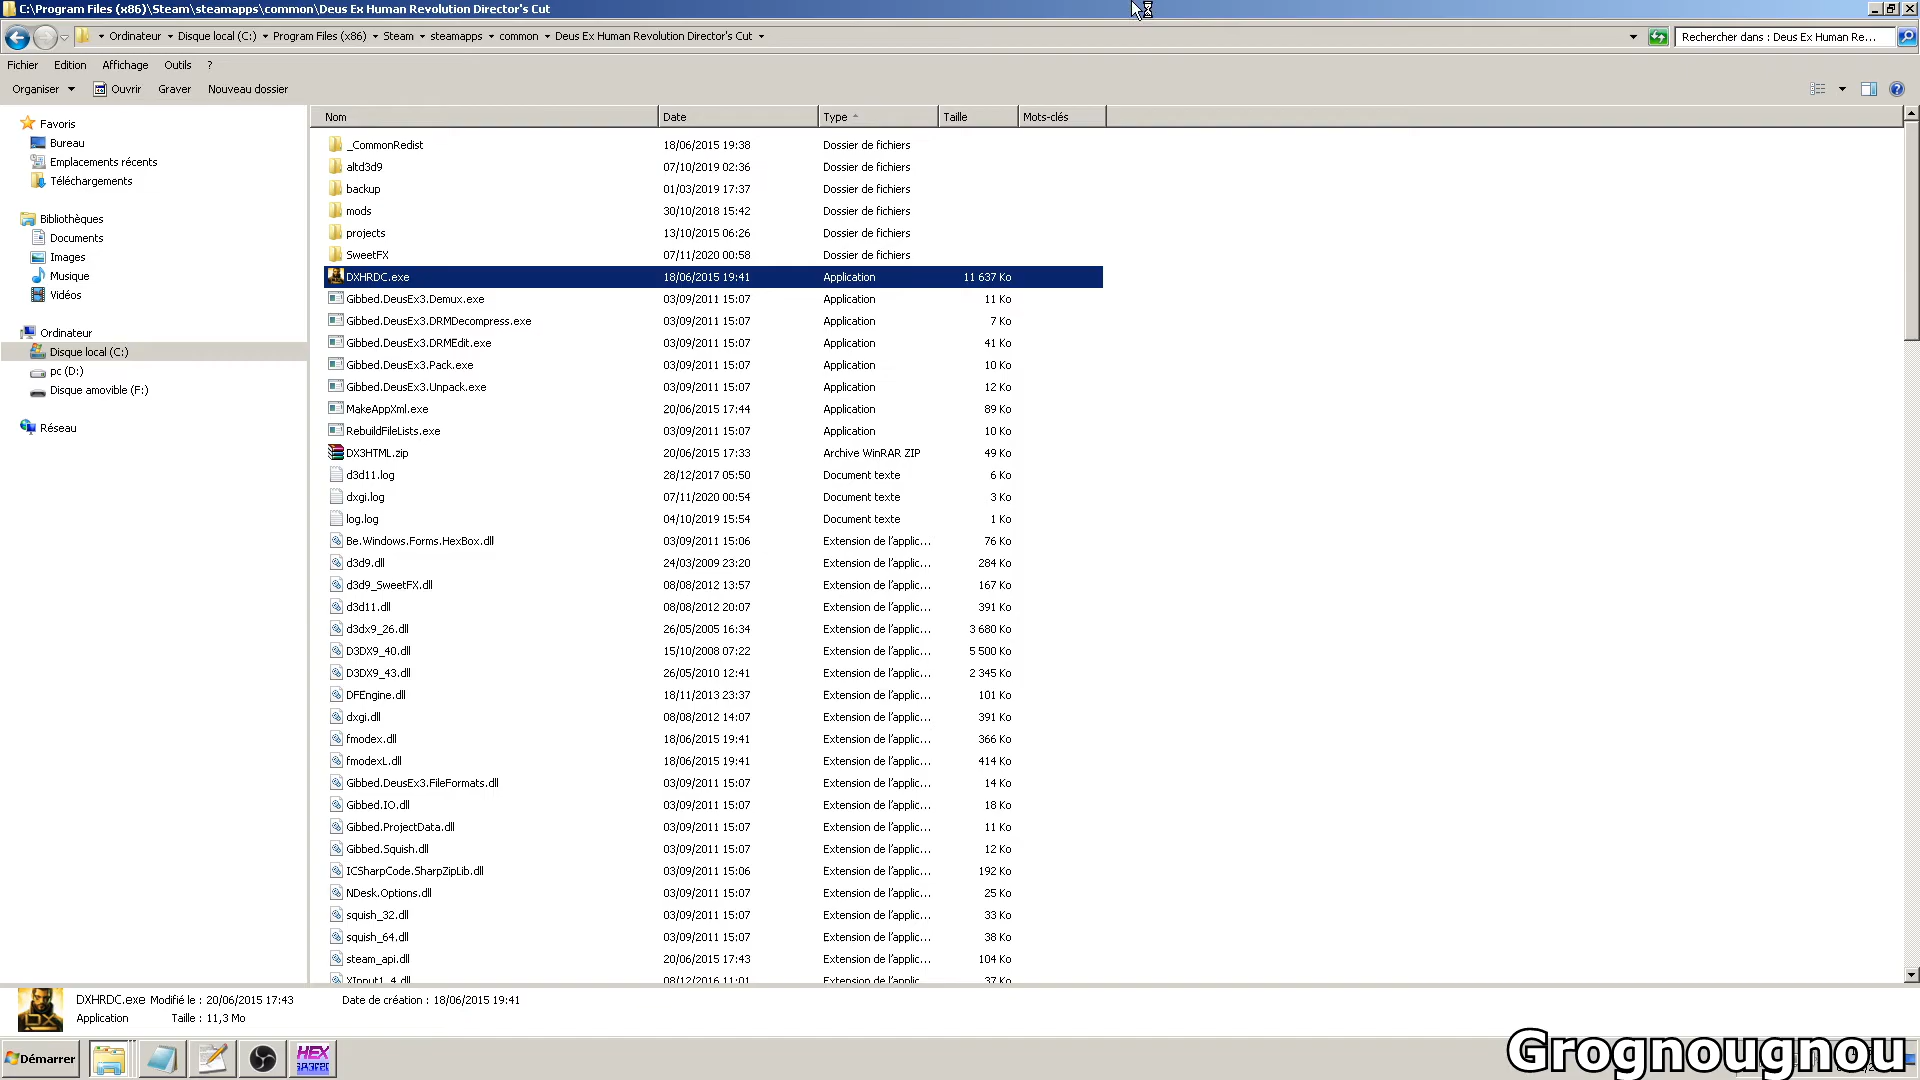 C:\Program Files (x86)\Steam\steamapps\common\Deus Ex Human Revolution Director's Cut
Ordinateur Disque local (C:) Program Files (x86) Steam steamapps common Deus Ex Human Revolution Director's Cut Rechercher dans : Deus Ex Human Re...
Fichier Edition Affichage Outils ?
Organiser Ouvrir Graver Nouveau dossier
Favoris
Bureau
Emplacements récents
Téléchargements
Bibliothèques
Documents
Images
Musique
Vidéos
Ordinateur
Disque local (C:)
pc (D:)
Disque amovible (F:)
Réseau
Nom Date Type Taille Mots-clés
_CommonRedist 18/06/2015 19:38 Dossier de fichiers
altd3d9 07/10/2019 02:36 Dossier de fichiers
backup 01/03/2019 17:37 Dossier de fichiers
mods 30/10/2018 15:42 Dossier de fichiers
projects 13/10/2015 06:26 Dossier de fichiers
SweetFX 07/11/2020 00:58 Dossier de fichiers
DXHRDC.exe 18/06/2015 19:41 Application 11 637 Ko
Gibbed.DeusEx3.Demux.exe 03/09/2011 15:07 Application 11 Ko
Gibbed.DeusEx3.DRMDecompress.exe 03/09/2011 15:07 Application 7 Ko
Gibbed.DeusEx3.DRMEdit.exe 03/09/2011 15:07 Application 41 Ko
Gibbed.DeusEx3.Pack.exe 03/09/2011 15:07 Application 10 Ko
Gibbed.DeusEx3.Unpack.exe 03/09/2011 15:07 Application 12 Ko
MakeAppXml.exe 20/06/2015 17:44 Application 89 Ko
RebuildFileLists.exe 03/09/2011 15:07 Application 10 Ko
DX3HTML.zip 20/06/2015 17:33 Archive WinRAR ZIP 49 Ko
d3d11.log 28/12/2017 05:50 Document texte 6 Ko
dxgi.log 07/11/2020 00:54 Document texte 3 Ko
log.log 04/10/2019 15:54 Document texte 1 Ko
Be.Windows.Forms.HexBox.dll 03/09/2011 15:06 Extension de l'applic... 76 Ko
d3d9.dll 24/03/2009 23:20 Extension de l'applic... 284 Ko
d3d9_SweetFX.dll 08/08/2012 13:57 Extension de l'applic... 167 Ko
d3d11.dll 08/08/2012 20:07 Extension de l'applic... 391 Ko
d3dx9_26.dll 26/05/2005 16:34 Extension de l'applic... 3 680 Ko
D3DX9_40.dll 15/10/2008 07:22 Extension de l'applic... 5 500 Ko
D3DX9_43.dll 26/05/2010 12:41 Extension de l'applic... 2 345 Ko
DFEngine.dll 18/11/2013 23:37 Extension de l'applic... 101 Ko
dxgi.dll 08/08/2012 14:07 Extension de l'applic... 391 Ko
fmodex.dll 18/06/2015 19:41 Extension de l'applic... 366 Ko
fmodexL.dll 18/06/2015 19:41 Extension de l'applic... 414 Ko
Gibbed.DeusEx3.FileFormats.dll 03/09/2011 15:07 Extension de l'applic... 14 Ko
Gibbed.IO.dll 03/09/2011 15:07 Extension de l'applic... 18 Ko
Gibbed.ProjectData.dll 03/09/2011 15:07 Extension de l'applic... 11 Ko
Gibbed.Squish.dll 03/09/2011 15:07 Extension de l'applic... 12 Ko
ICSharpCode.SharpZipLib.dll 03/09/2011 15:06 Extension de l'applic... 192 Ko
NDesk.Options.dll 03/09/2011 15:07 Extension de l'applic... 25 Ko
squish_32.dll 03/09/2011 15:07 Extension de l'applic... 33 Ko
squish_64.dll 03/09/2011 15:07 Extension de l'applic... 38 Ko
steam_api.dll 20/06/2015 17:43 Extension de l'applic... 104 Ko
XInput1_4.dll 08/12/2016 11:01 Extension de l'applic... 37 Ko
DXHRDC.exe Modifié le : 20/06/2015 17:43 Date de création : 18/06/2015 19:41
Application Taille : 11,3 Mo
DX
Démarrer HEX
Grognougnou